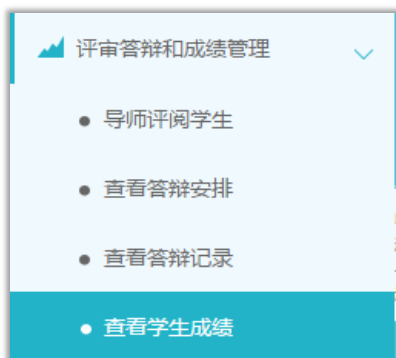 评审答辩和成绩管理
导师评阅学生
查看答辩安排
查看答辩记录
查看学生成绩